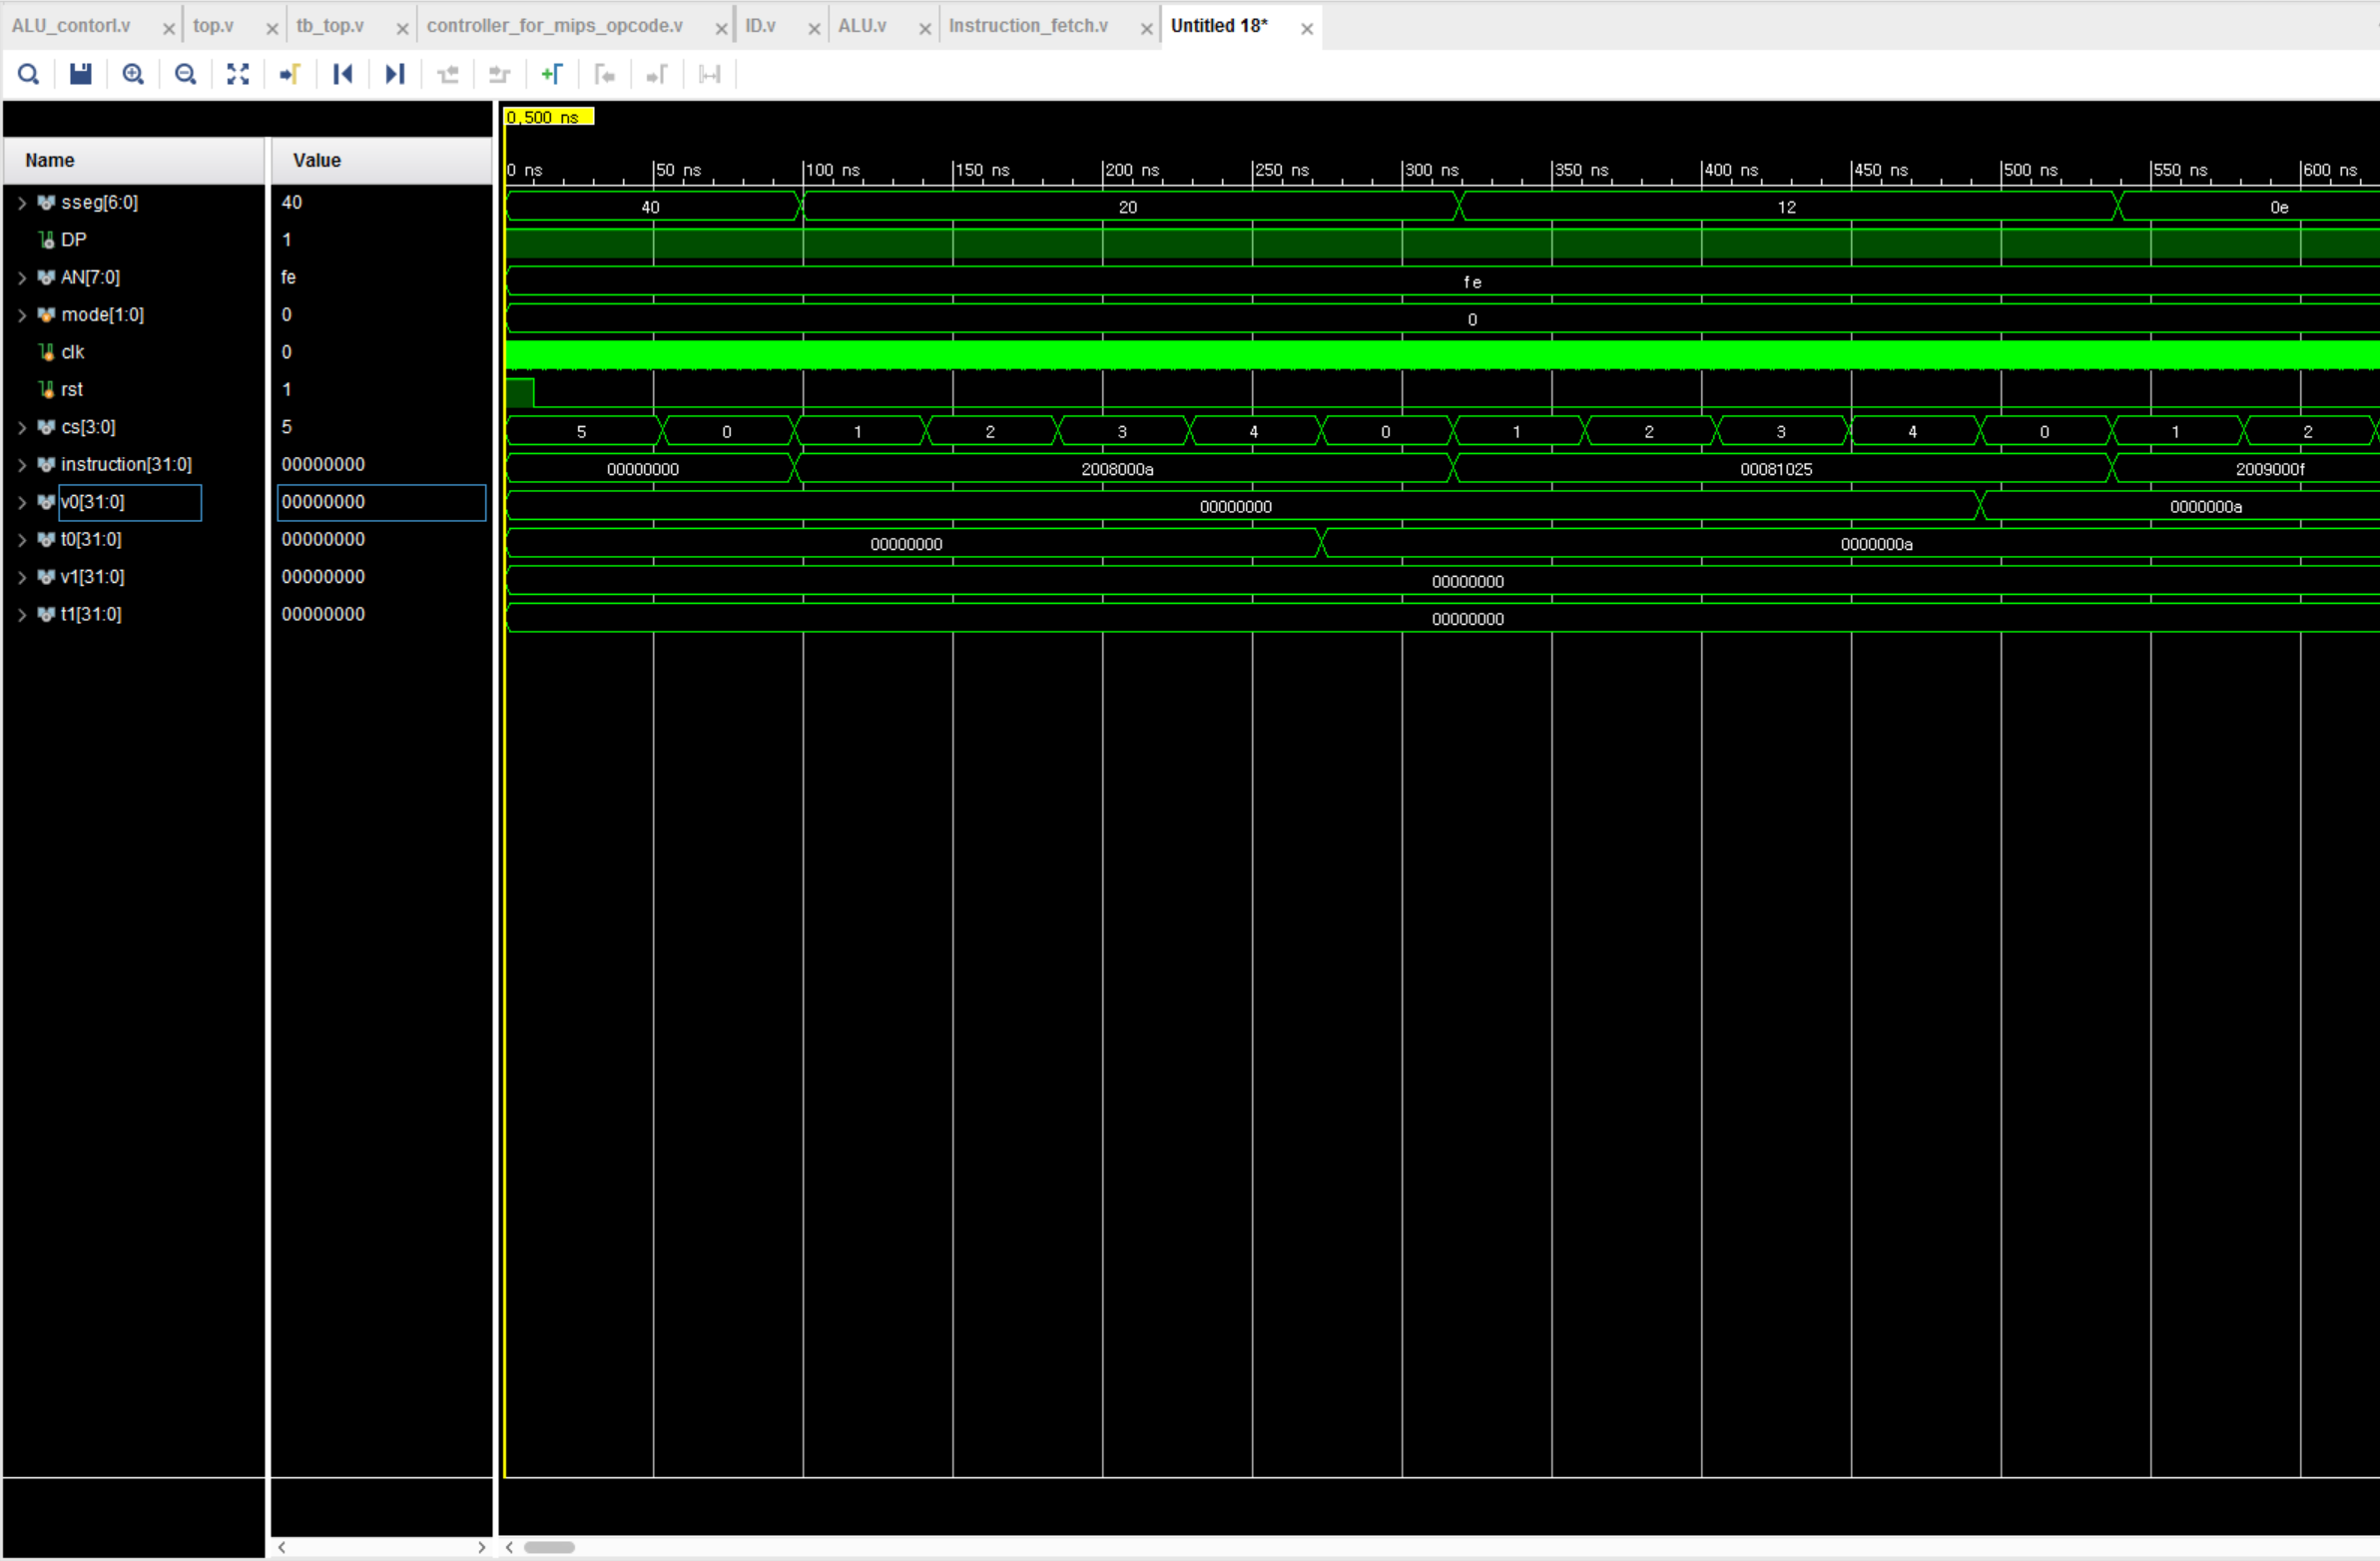 ALU_contorl.v top.v tb_top.v controller_for_mips_opcode.v ID.v ALU.v Instruction_fetch.v Untitled 18*
0,500 ns
Name Value 0 ns 50 ns 100 ns 150 ns 200 ns 250 ns 300 ns 350 ns 400 ns 450 ns 500 ns 550 ns 600 ns
sseg[6:0] 40 40 20 12 0e
DP 1
AN[7:0] fe fe
mode[1:0] 0 0
clk 0
rst 1
cs[3:0] 5 5 0 1 2 3 4 0 1 2 3 4 0 1 2
instruction[31:0] 00000000 00000000 2008000a 00081025 2009000f
v0[31:0] 00000000 00000000 0000000a
t0[31:0] 00000000 00000000 0000000a
v1[31:0] 00000000 00000000
t1[31:0] 00000000 00000000